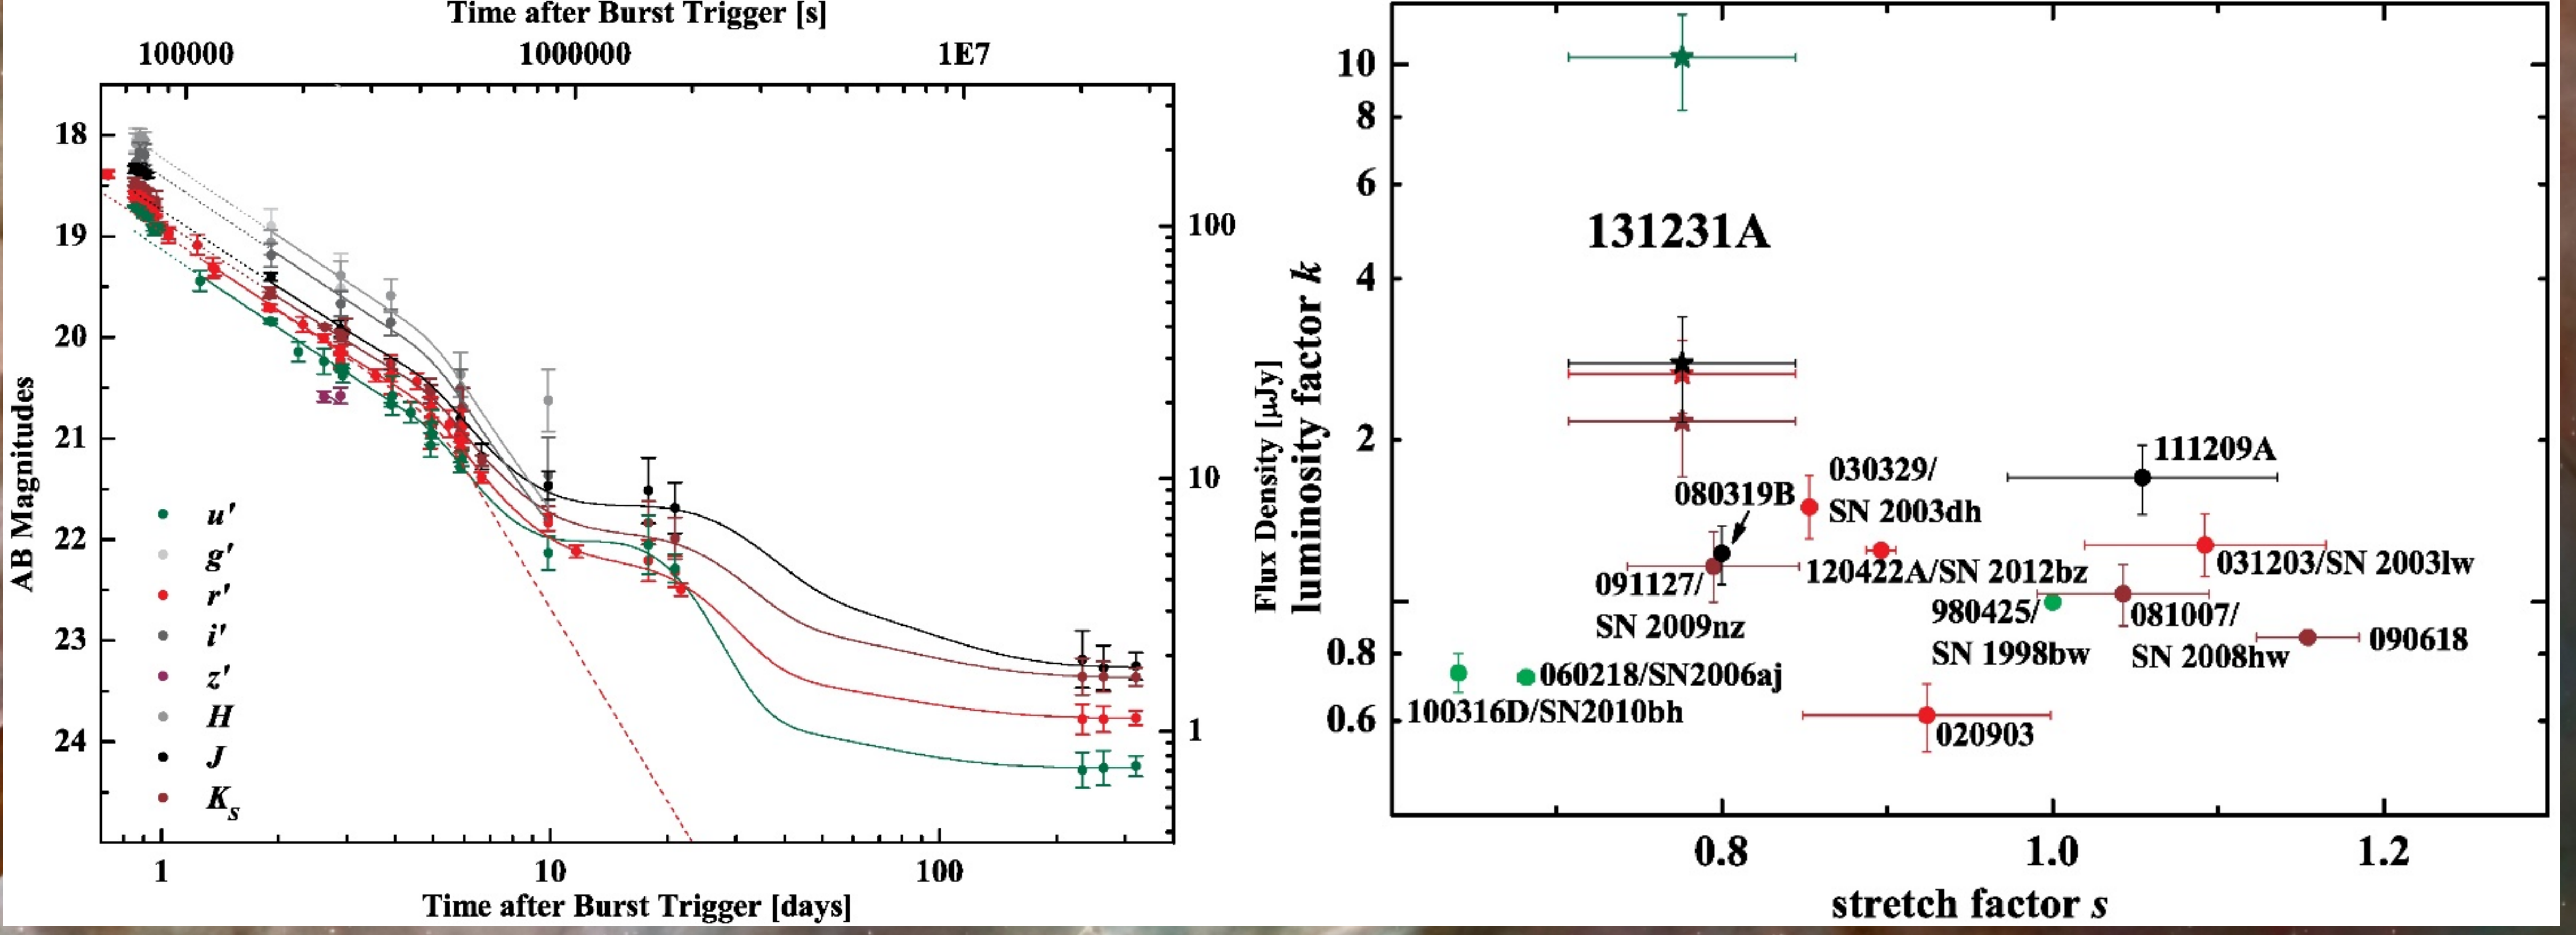 Time after Burst Trigger [s]
100000 1000000 1E7
18
19
20
21
22
23
24
AB Magnitudes
u'
g'
r'
i'
z'
H
J
Ks
100
10
1
Flux Density [µJy]
1 10 100
Time after Burst Trigger [days]
10
8
6
4
2
0.8
0.6
luminosity factor k
131231A
111209A
030329/
SN 2003dh
080319B
120422A/SN 2012bz
031203/SN 2003lw
091127/
SN 2009nz
980425/
SN 1998bw
081007/
SN 2008hw
090618
060218/SN2006aj
100316D/SN2010bh
020903
0.8 1.0 1.2
stretch factor s